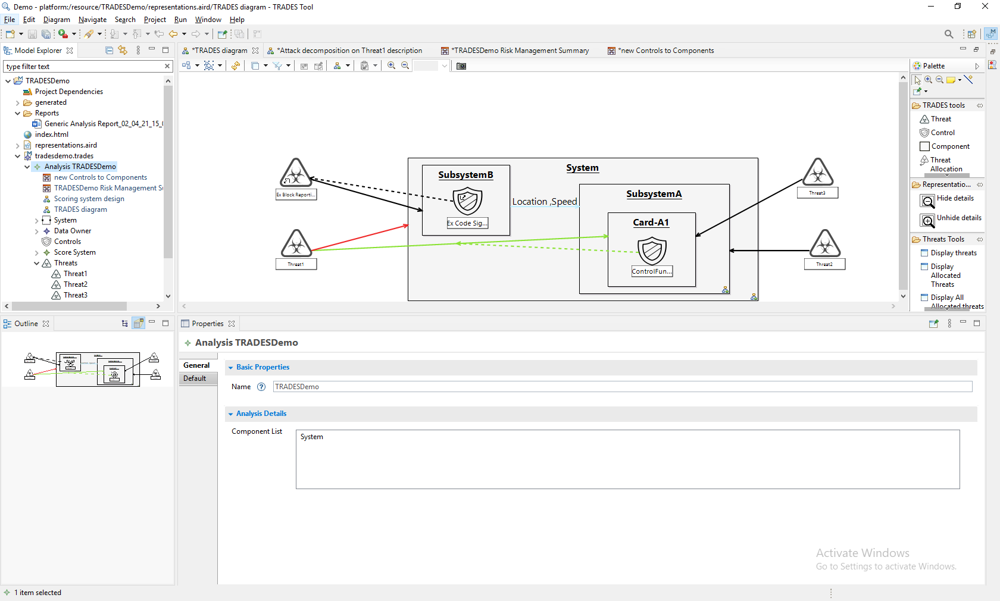 Demo - platform:/resource/TRADESDemo/representations.aird/TRADES diagram - TRADES Tool
File Edit Diagram Navigate Search Project Run Window Help
Model Explorer
type filter text
TRADESDemo
Project Dependencies
generated
Reports
Generic Analysis Report_02_04_21_15_
index.html
representations.aird
tradesdemo.trades
Analysis TRADESDemo
new Controls to Components
TRADESDemo Risk Management S
Scoring system design
TRADES diagram
System
Data Owner
Controls
Score System
Threats
Threat1
Threat2
Threat3
*TRADES diagram
*Attack decomposition on Threat1 description
*TRADESDemo Risk Management Summary
*new Controls to Components
System
SubsystemB
Ex Code Sig...
Location ,Speed
SubsystemA
Card-A1
ControlFun...
Ex Block Reporti...
Threat1
Threat3
Threat2
Palette
TRADES tools
Threat
Control
Component
Threat
Allocation
Representatio...
Hide details
Unhide details
Threats Tools
Display threats
Display
Allocated
Threats
Display All
Allocated threats
Outline
Properties
Analysis TRADESDemo
General
Default
Basic Properties
Name ? TRADESDemo
Analysis Details
Component List
System
Activate Windows
Go to Settings to activate Windows.
1 item selected